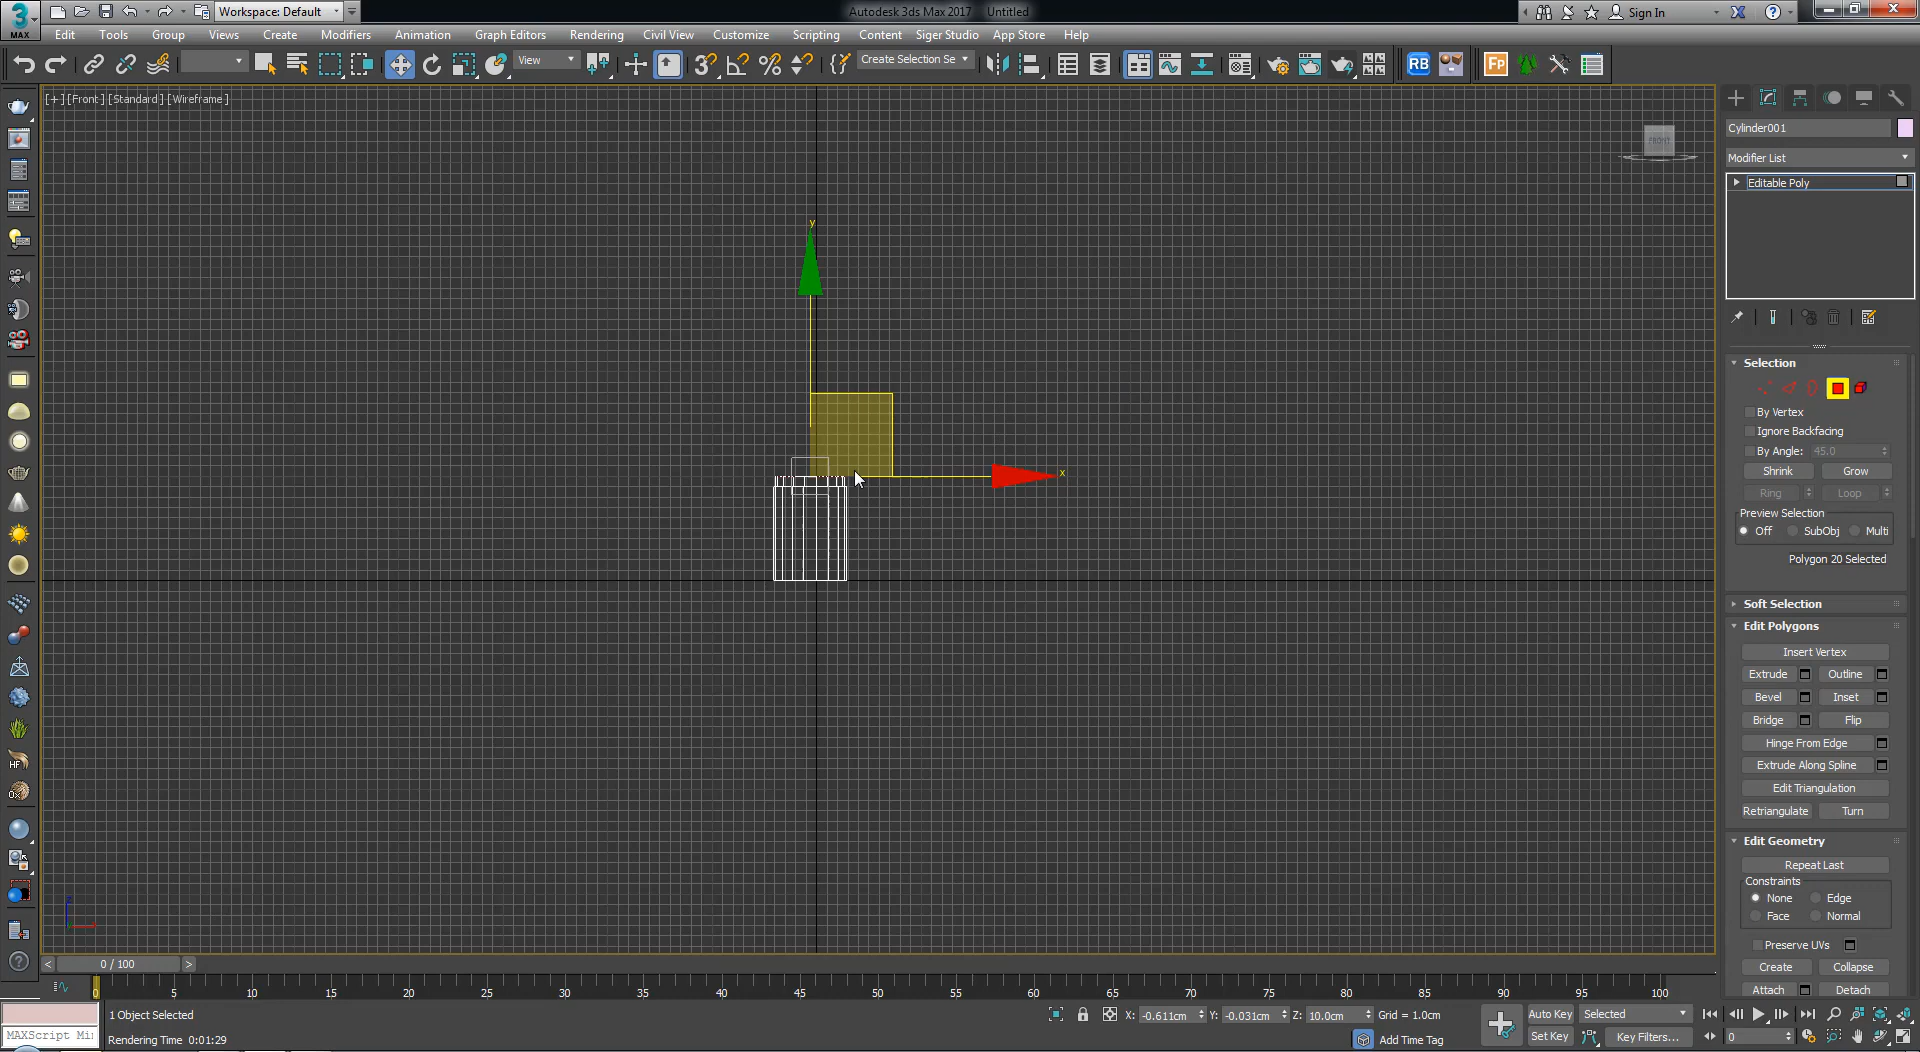 3 MAX
Workspace: Default
Autodesk 3ds Max 2017 Untitled
Sign In
Edit Tools Group Views Create Modifiers Animation Graph Editors Rendering Civil View Customize Scripting Content Siger Studio App Store Help
View
Create Selection Se
RB
Fp
[+] [Front ] [Standard ] [Wireframe ]
FRONT
y
x
Cylinder001
Modifier List
Editable Poly
Selection
By Vertex
Ignore Backfacing
By Angle: 45.0
Shrink Grow
Ring Loop
Preview Selection
Off SubObj Multi
Polygon 20 Selected
Soft Selection
Edit Polygons
Insert Vertex
Extrude Outline
Bevel Inset
Bridge Flip
Hinge From Edge
Extrude Along Spline
Edit Triangulation
Retriangulate Turn
Edit Geometry
Repeat Last
Constraints
None Edge
Face Normal
Preserve UVs
Create Collapse
Attach Detach
HF
< 0 / 100 >
0 5 10 15 20 25 30 35 40 45 50 55 60 65 70 75 80 85 90 95 100
1 Object Selected
X: -0.611cm Y: -0.031cm Z: 10.0cm Grid = 1.0cm
Auto Key Selected
MAXScript Mi
Rendering Time 0:01:29
Add Time Tag
Set Key Key Filters...
0